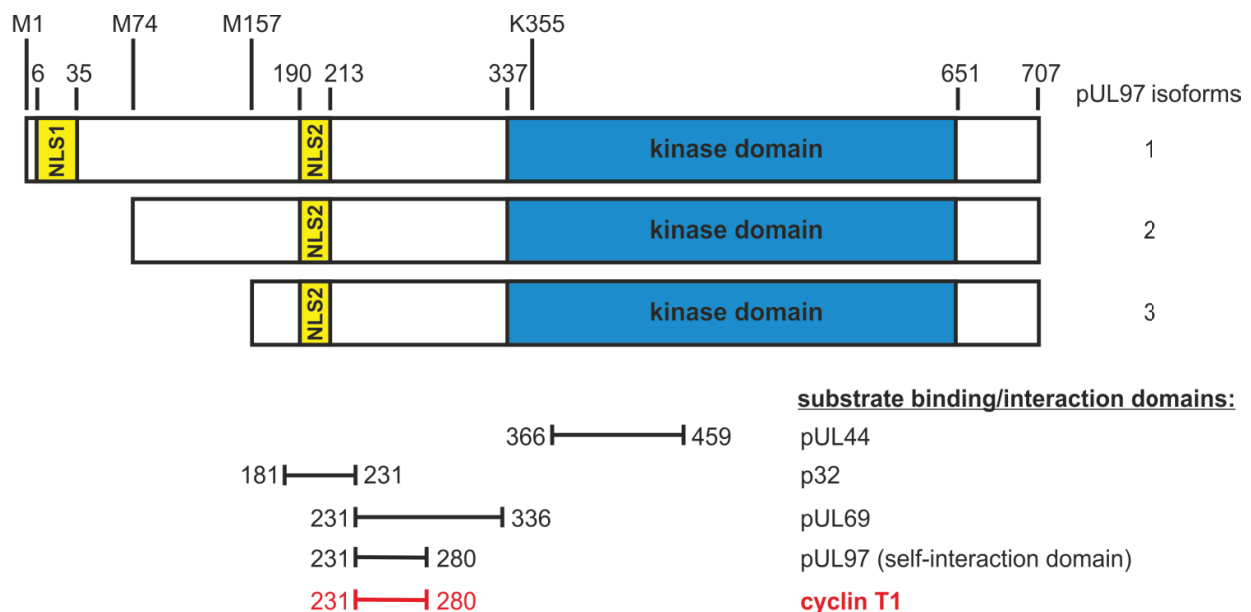 M1 M74 M157 K355
6 35 190 213 337 651 707 pUL97 isoforms
NLS1 NLS2 kinase domain 1
NLS2 kinase domain 2
NLS2 kinase domain 3
substrate binding/interaction domains:
366 459 pUL44
181 231 p32
231 336 pUL69
231 280 pUL97 (self-interaction domain)
231 280 cyclin T1